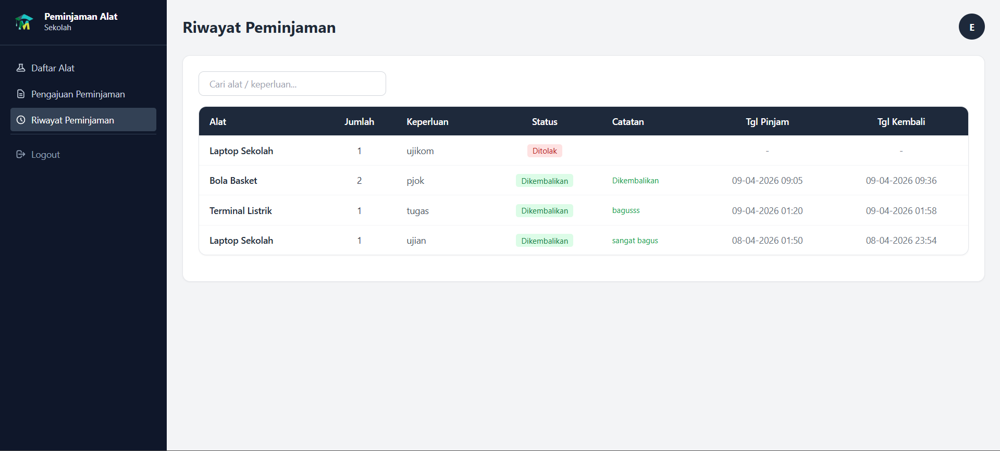 Peminjaman Alat
Sekolah
Daftar Alat
Pengajuan Peminjaman
Riwayat Peminjaman
Logout
Riwayat Peminjaman
E
Cari alat / keperluan...
Alat Jumlah Keperluan Status Catatan Tgl Pinjam Tgl Kembali
Laptop Sekolah 1 ujikom Ditolak - -
Bola Basket 2 pjok Dikembalikan Dikembalikan 09-04-2026 09:05 09-04-2026 09:36
Terminal Listrik 1 tugas Dikembalikan bagusss 09-04-2026 01:20 09-04-2026 01:58
Laptop Sekolah 1 ujian Dikembalikan sangat bagus 08-04-2026 01:50 08-04-2026 23:54